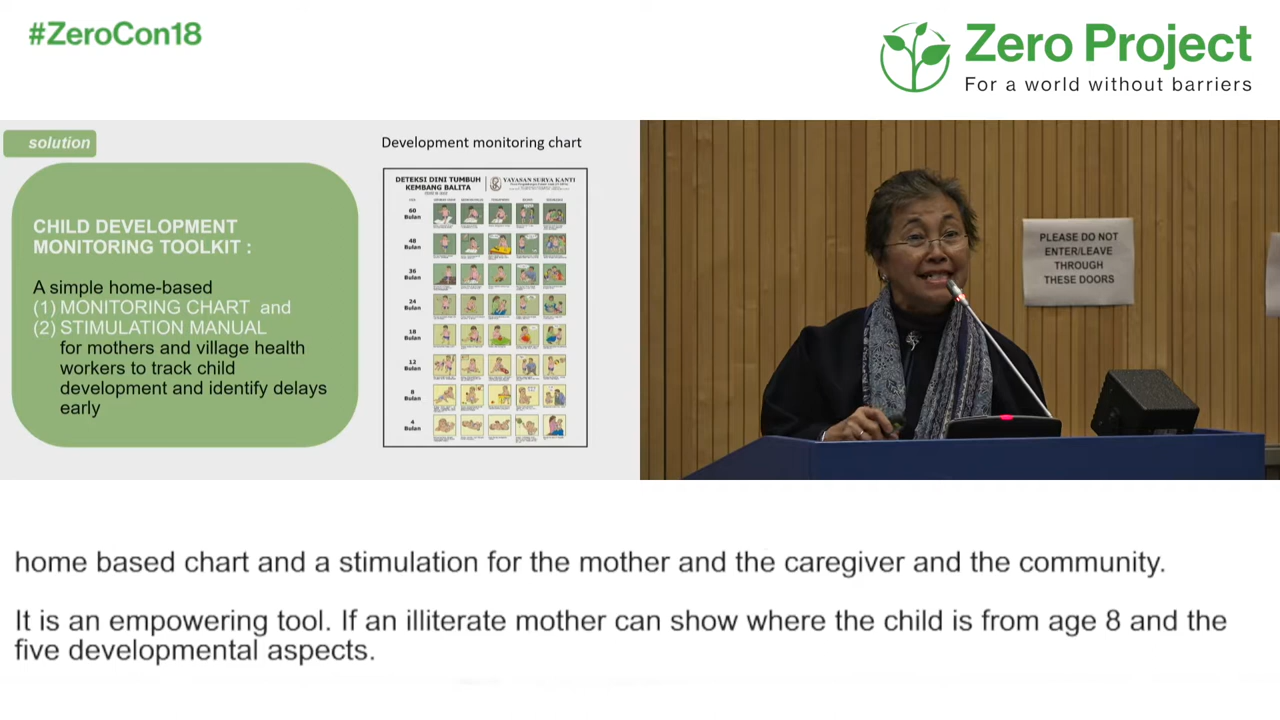 #ZeroCon18
Zero Project
For a world without barriers
solution
CHILD DEVELOPMENT
MONITORING TOOLKIT :
A simple home-based
(1) MONITORING CHART and
(2) STIMULATION MANUAL
for mothers and village health
workers to track child
development and identify delays
early
Development monitoring chart
DETEKSI DINI TUMBUH
KEMBANG BALITA
YAYASAN SURYA KANTI
60
Bulan
48
Bulan
36
Bulan
24
Bulan
18
Bulan
12
Bulan
8
Bulan
4
Bulan
PLEASE DO NOT
ENTER/LEAVE
THROUGH
THESE DOORS
home based chart and a stimulation for the mother and the caregiver and the community.
It is an empowering tool. If an illiterate mother can show where the child is from age 8 and the
five developmental aspects.